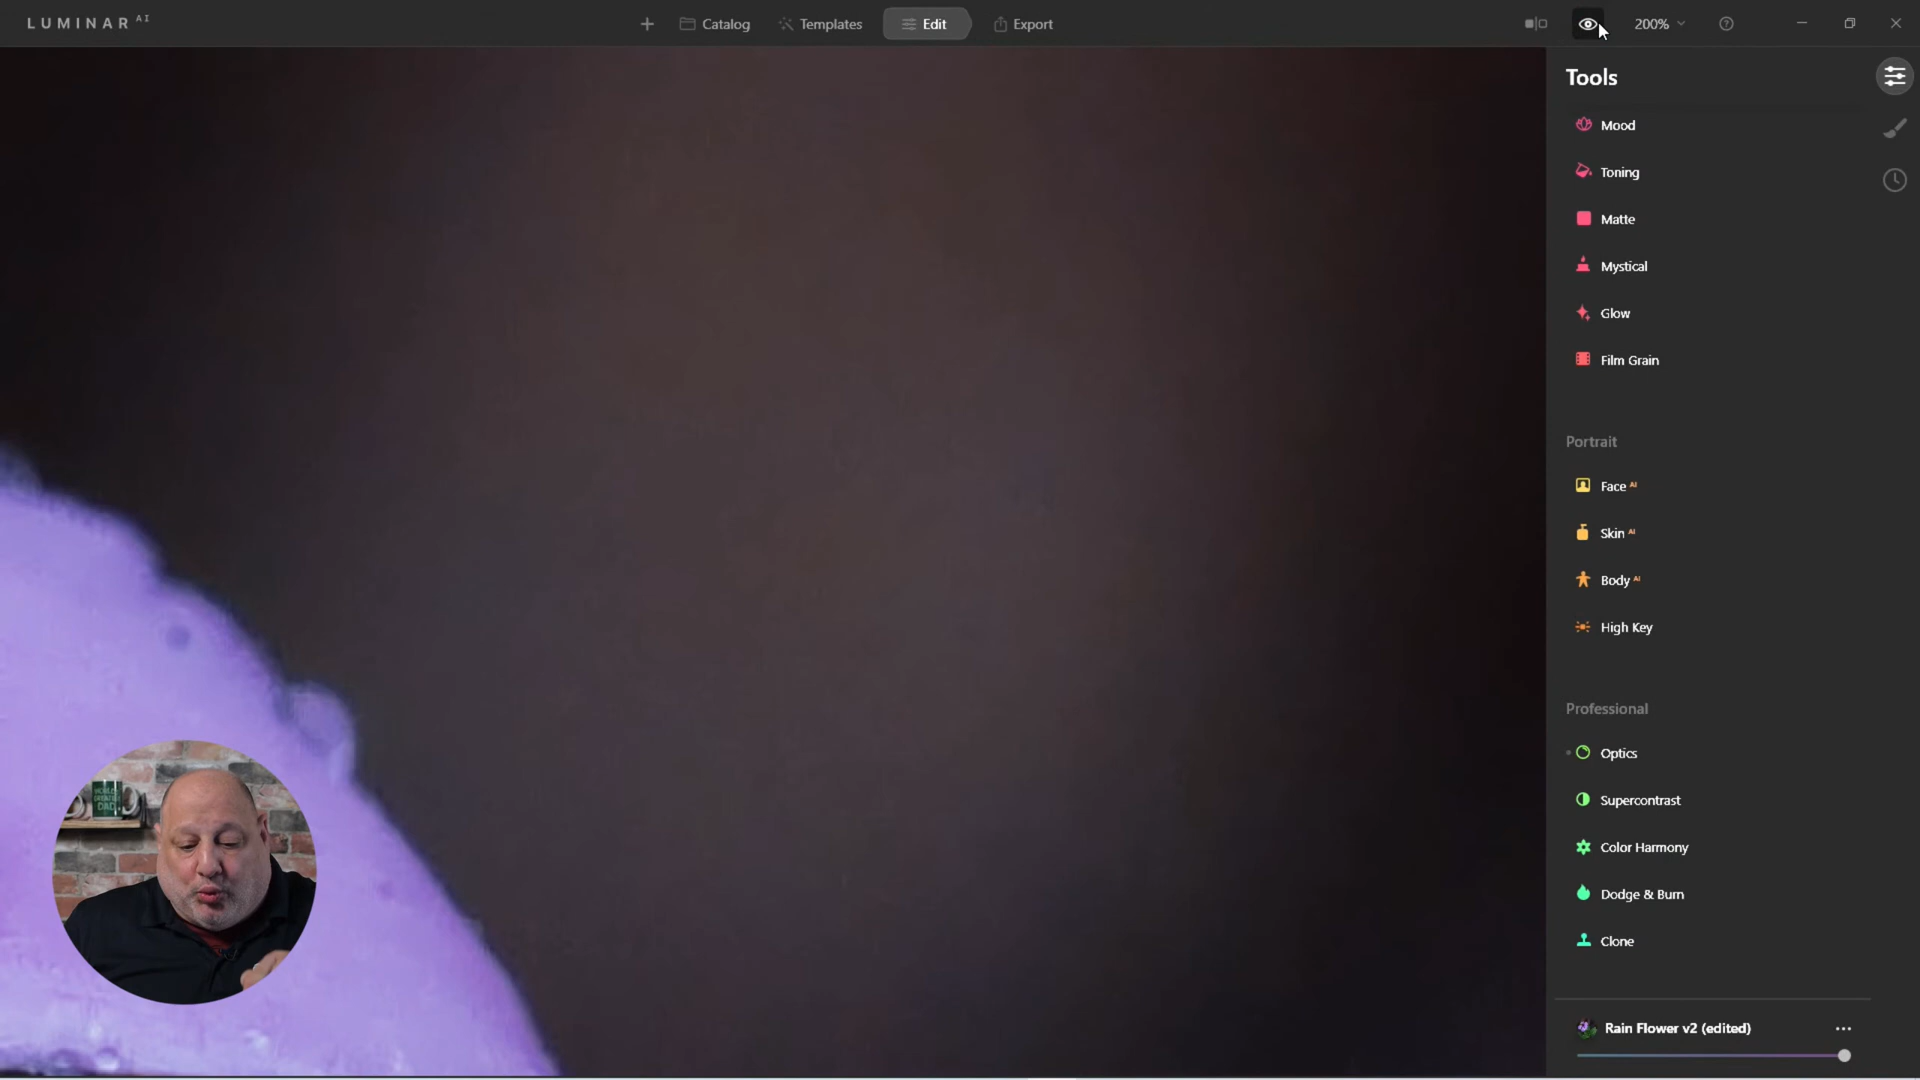 LUMINAR AI
Catalog
Templates
Edit
Export
200%
Tools
Mood
Toning
Matte
Mystical
Glow
Film Grain
Portrait
Face AI
Skin AI
Body AI
High Key
Professional
Optics
Supercontrast
Color Harmony
Dodge & Burn
Clone
Rain Flower v2 (edited)